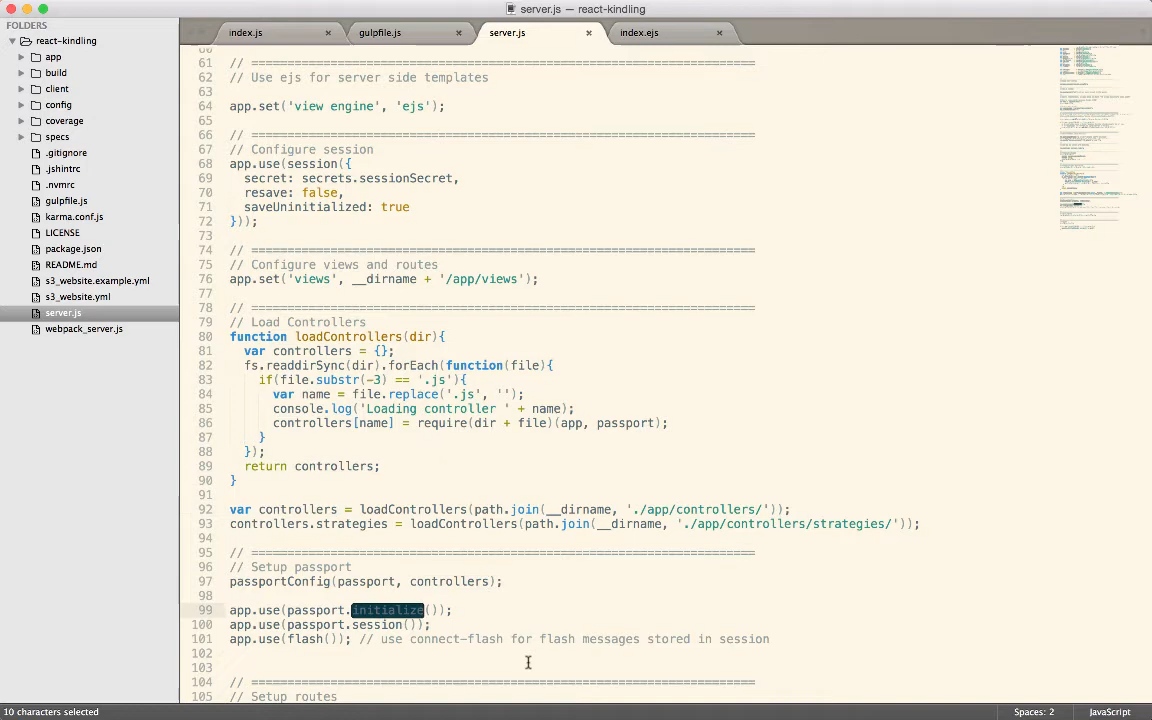 server.js — react-kindling
FOLDERS
react-kindling
app
build
client
config
coverage
specs
.gitignore
.jshintrc
.nvmrc
gulpfile.js
karma.conf.js
LICENSE
package.json
README.md
s3_website.example.yml
s3_website.yml
server.js
webpack_server.js
index.js
gulpfile.js
server.js
index.ejs
60
61 // ==========================================================
62 // Use ejs for server side templates
63
64 app.set('view engine', 'ejs');
65
66 // ==========================================================
67 // Configure session
68 app.use(session({
69 secret: secrets.sessionSecret,
70 resave: false,
71 saveUninitialized: true
72 }));
73
74 // ==========================================================
75 // Configure views and routes
76 app.set('views', __dirname + '/app/views');
77
78 // ==========================================================
79 // Load Controllers
80 function loadControllers(dir){
81 var controllers = {};
82 fs.readdirSync(dir).forEach(function(file){
83 if(file.substr(-3) == '.js'){
84 var name = file.replace('.js', '');
85 console.log('Loading controller ' + name);
86 controllers[name] = require(dir + file)(app, passport);
87 }
88 });
89 return controllers;
90 }
91
92 var controllers = loadControllers(path.join(__dirname, './app/controllers/'));
93 controllers.strategies = loadControllers(path.join(__dirname, './app/controllers/strategies/'));
94
95 // ==========================================================
96 // Setup passport
97 passportConfig(passport, controllers);
98
99 app.use(passport.initialize());
100 app.use(passport.session());
101 app.use(flash()); // use connect-flash for flash messages stored in session
102
103
104 // ==========================================================
105 // Setup routes
10 characters selected
Spaces: 2
JavaScript